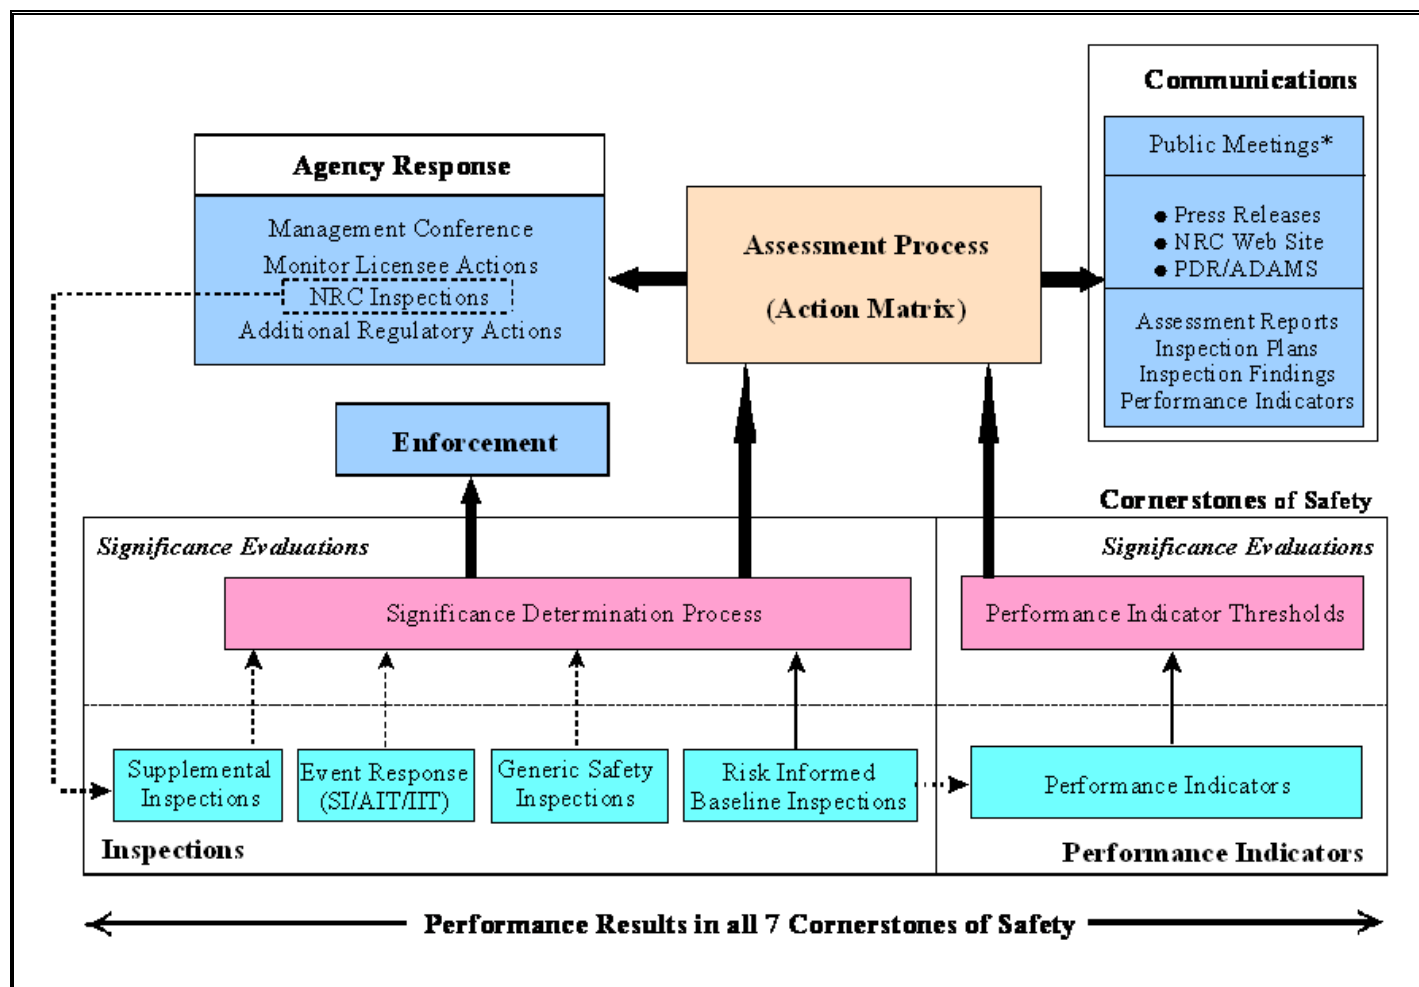 Communications
Public Meetings*
● Press Releases
● NRC Web Site
● PDR/ADAMS
Assessment Reports
Inspection Plans
Inspection Findings
Performance Indicators
Agency Response
Management Conference
Monitor Licensee Actions
NRC Inspections
Additional Regulatory Actions
Assessment Process
(Action Matrix)
Enforcement
Cornerstones of Safety
Significance Evaluations
Significance Evaluations
Significance Determination Process
Performance Indicator Thresholds
Supplemental
Inspections
Event Response
(SI/AIT/IIT)
Generic Safety
Inspections
Risk Informed
Baseline Inspections
Performance Indicators
Inspections
Performance Indicators
Performance Results in all 7 Cornerstones of Safety